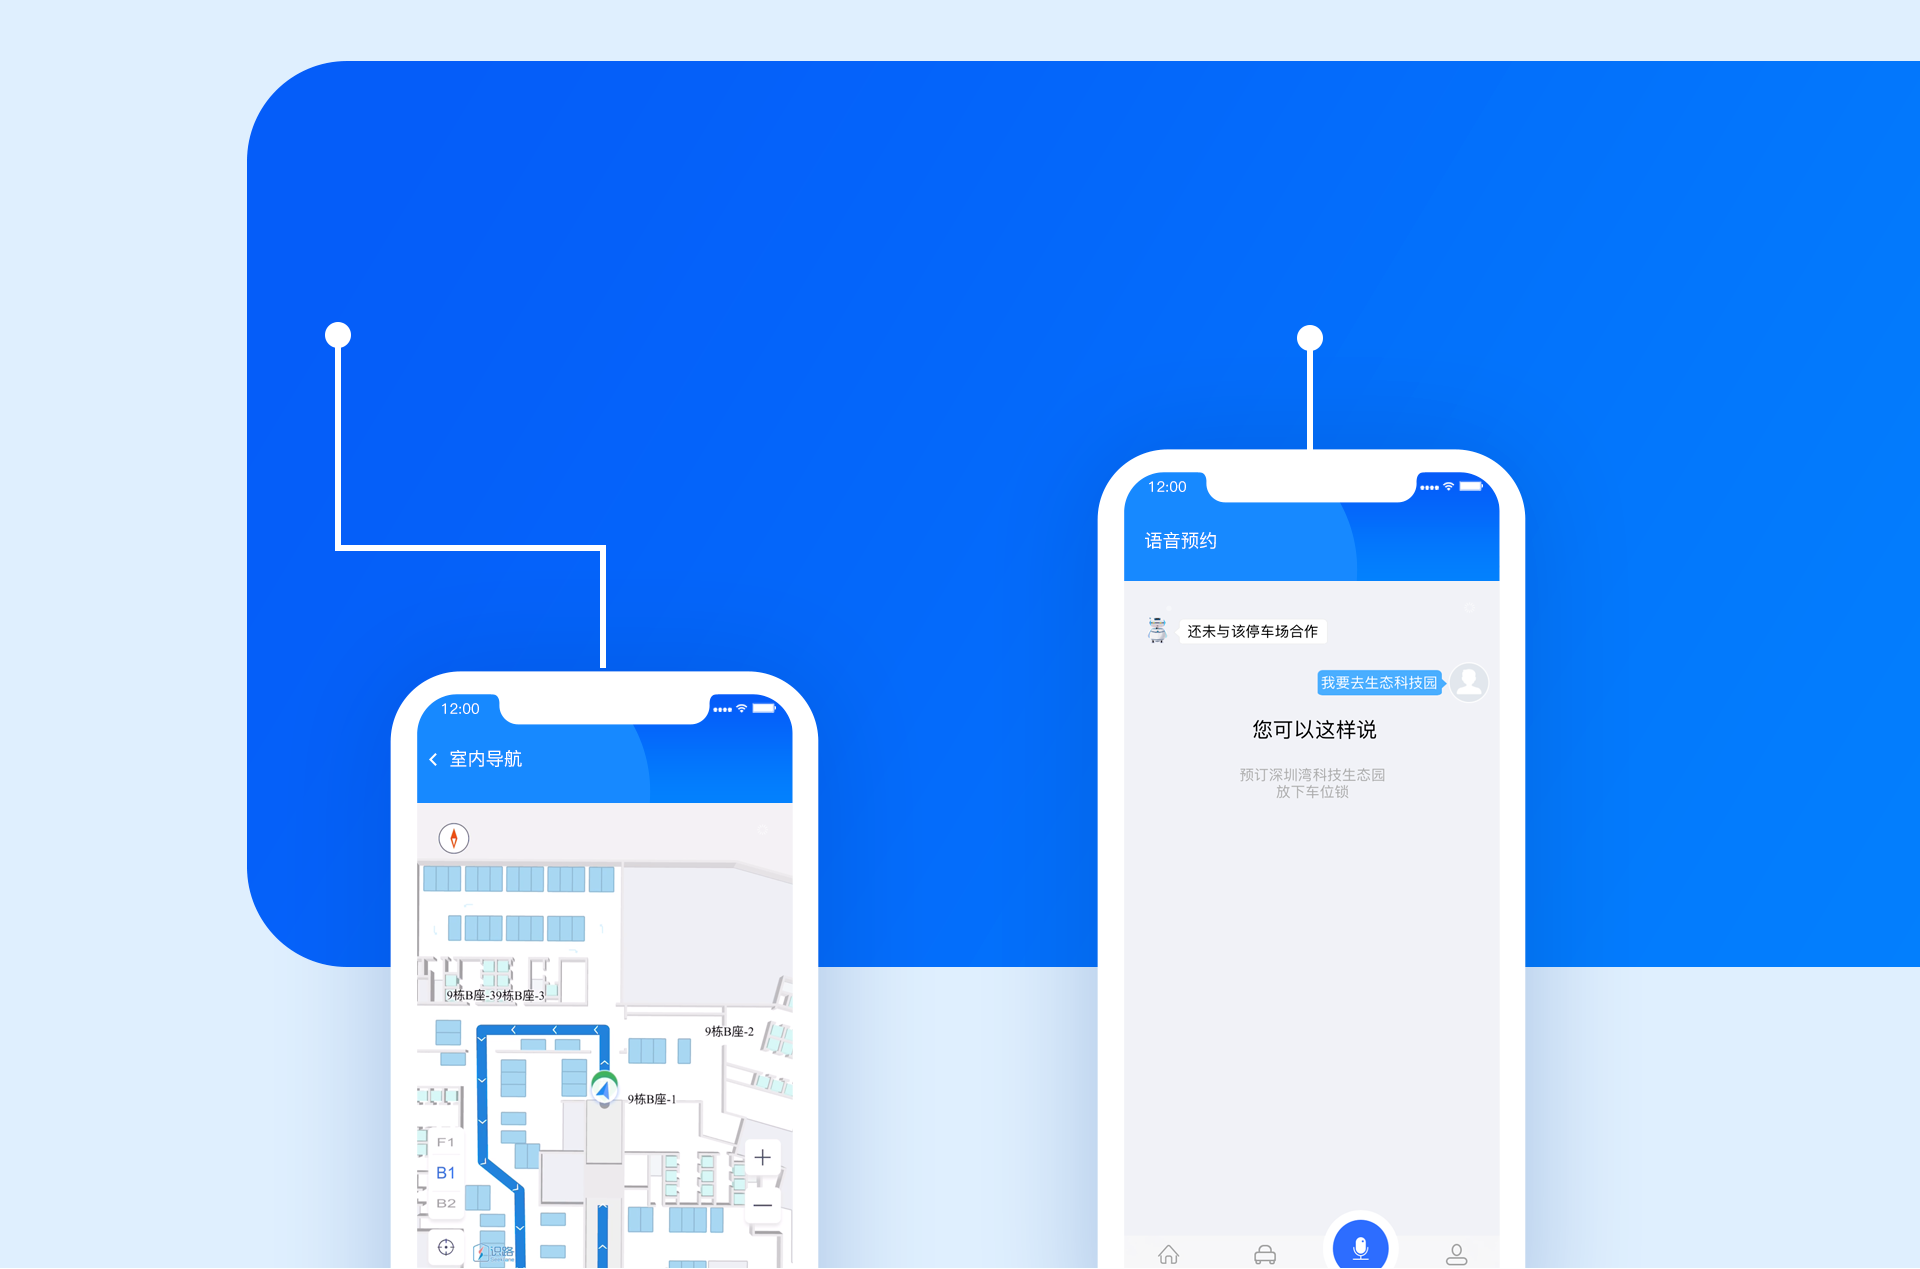 12:00
室内导航
9栋B座-39栋B座-3
9栋B座-2
9栋B座-1
F1
B1
B2
识路
12:00
语音预约
还未与该停车场合作
我要去生态科技园
您可以这样说
预订深圳湾科技生态园
放下车位锁